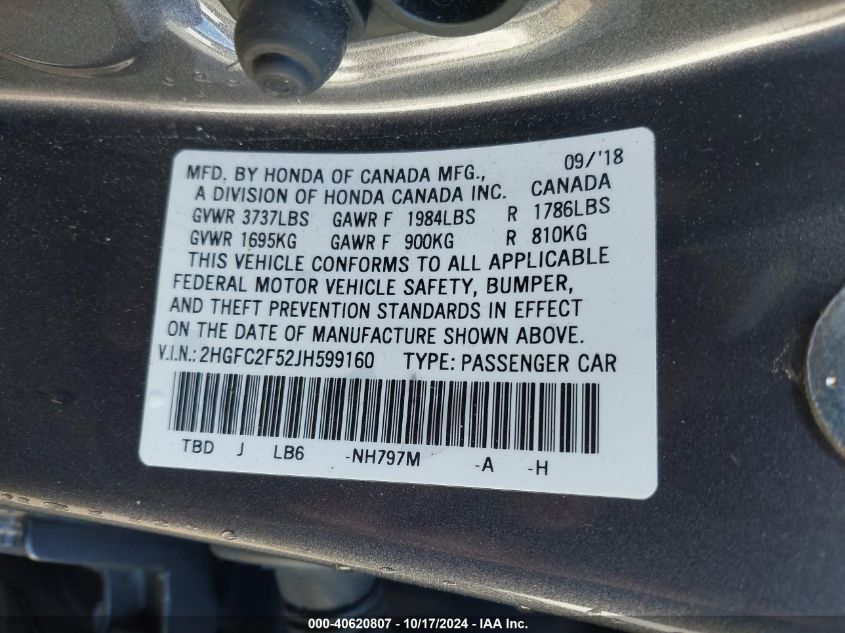 MFD. BY HONDA OF CANADA MFG., 09/'18
A DIVISION OF HONDA CANADA INC. CANADA
GVWR 3737LBS GAWR F 1984LBS R 1786LBS
GVWR 1695KG GAWR F 900KG R 810KG
THIS VEHICLE CONFORMS TO ALL APPLICABLE
FEDERAL MOTOR VEHICLE SAFETY, BUMPER,
AND THEFT PREVENTION STANDARDS IN EFFECT
ON THE DATE OF MANUFACTURE SHOWN ABOVE.
V.I.N.: 2HGFC2F52JH599160 TYPE: PASSENGER CAR
TBD J LB6 -NH797M -A -H
000-40620807 - 10/17/2024 - IAA Inc.